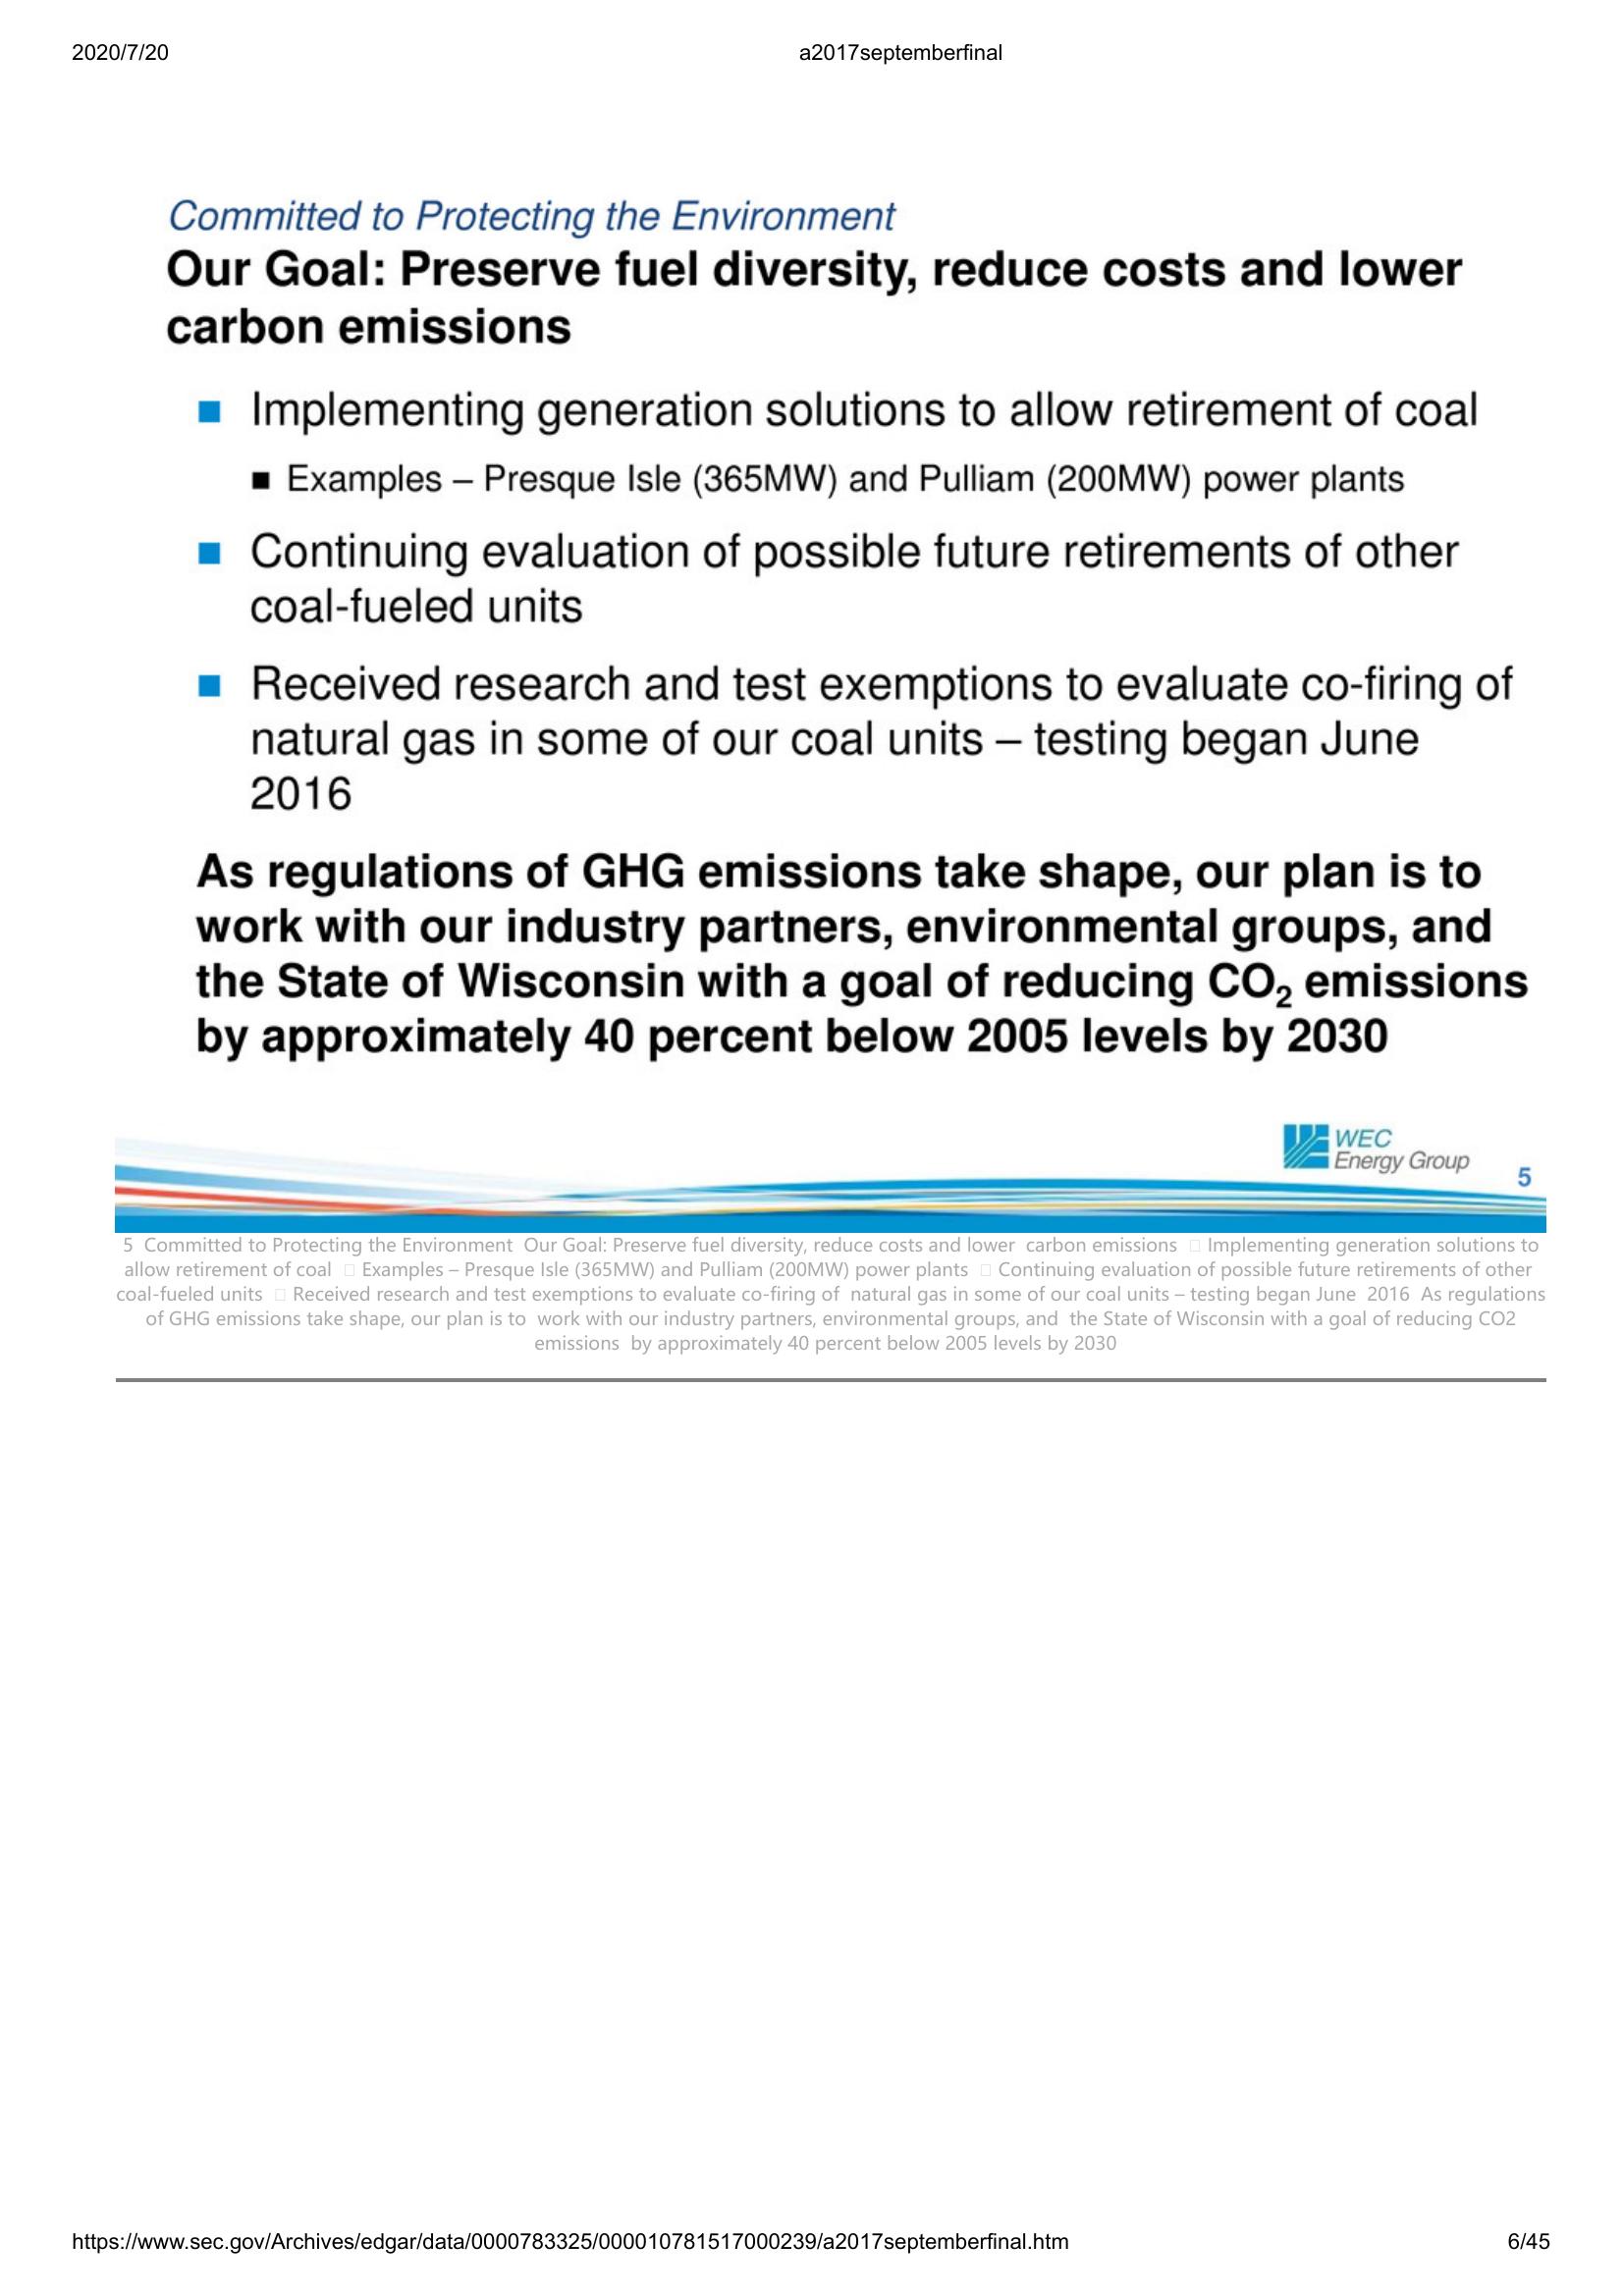 2020/7/20
a2017septemberfinal
Committed to Protecting the Environment
Our Goal: Preserve fuel diversity, reduce costs and lower
carbon emissions
Implementing generation solutions to allow retirement of coal
Examples – Presque Isle (365MW) and Pulliam (200MW) power plants
Continuing evaluation of possible future retirements of other
coal-fueled units
Received research and test exemptions to evaluate co-firing of
natural gas in some of our coal units – testing began June
2016
As regulations of GHG emissions take shape, our plan is to
work with our industry partners, environmental groups, and
the State of Wisconsin with a goal of reducing CO₂ emissions
by approximately 40 percent below 2005 levels by 2030
WEC
Energy Group
5
5 Committed to Protecting the Environment Our Goal: Preserve fuel diversity, reduce costs and lower carbon emissions  Implementing generation solutions to
allow retirement of coal  Examples – Presque Isle (365MW) and Pulliam (200MW) power plants  Continuing evaluation of possible future retirements of other
coal-fueled units  Received research and test exemptions to evaluate co-firing of natural gas in some of our coal units – testing began June 2016 As regulations
of GHG emissions take shape, our plan is to work with our industry partners, environmental groups, and the State of Wisconsin with a goal of reducing CO2
emissions by approximately 40 percent below 2005 levels by 2030
https://www.sec.gov/Archives/edgar/data/0000783325/000010781517000239/a2017septemberfinal.htm
6/45